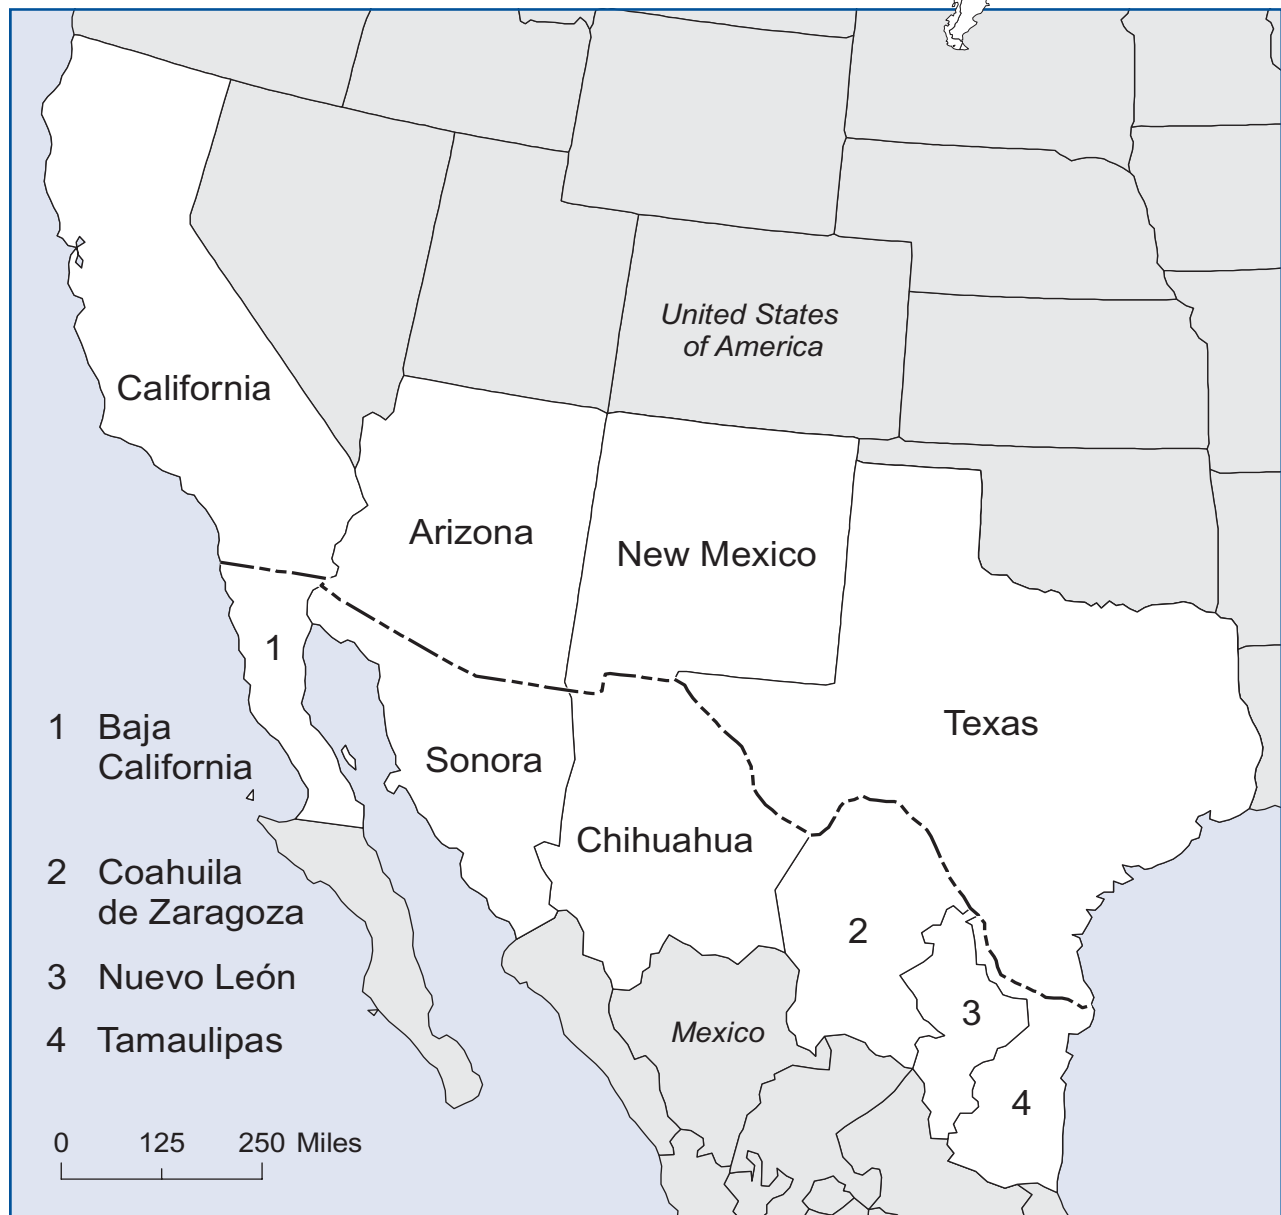 United States
of America
California
Arizona
New Mexico
1
Texas
1 Baja
California
Sonora
Chihuahua
2 Coahuila
de Zaragoza
2
3 Nuevo León
3
Mexico
4 Tamaulipas
4
0 125 250 Miles